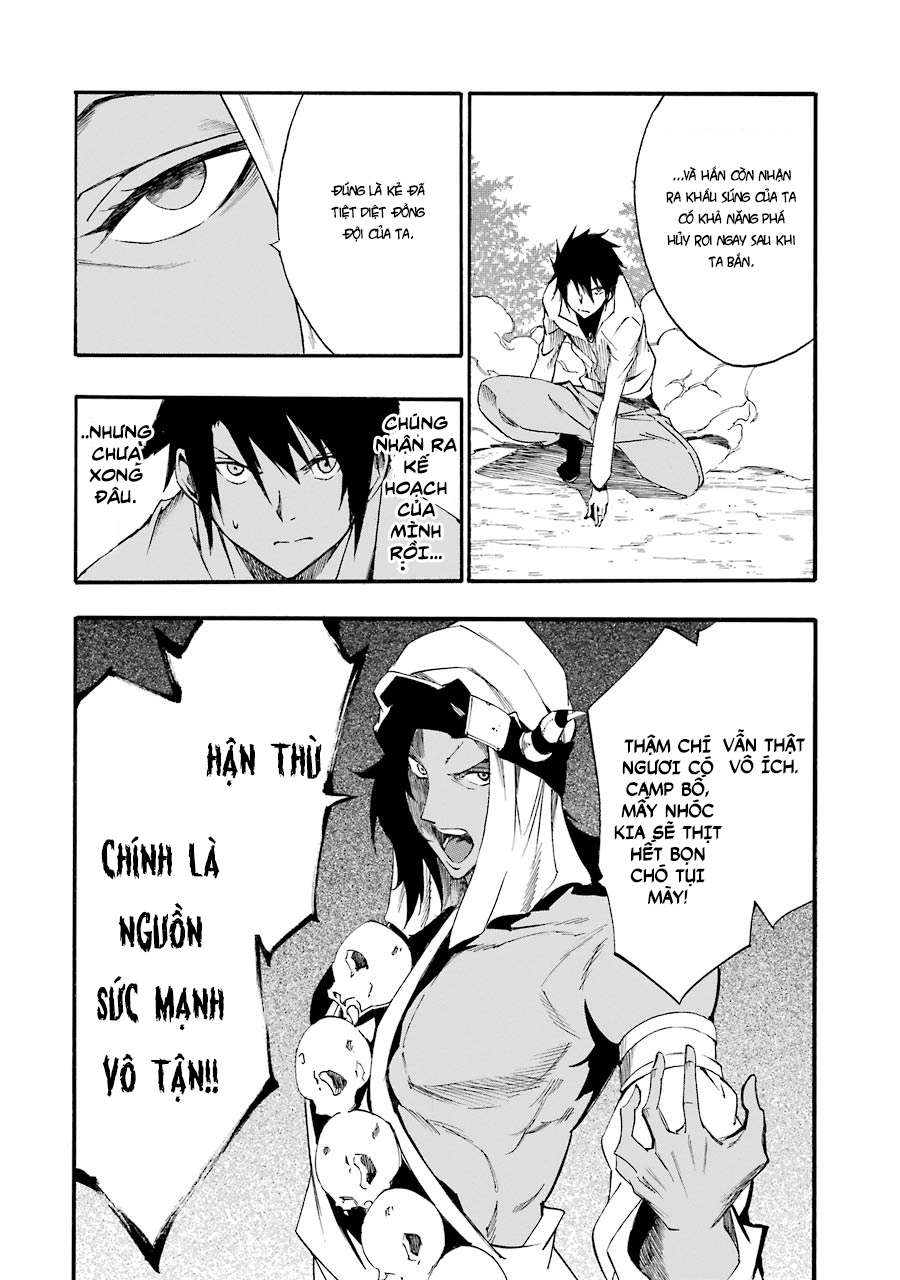 ...VÀ HẮN CÒN NHẬN
RA KHẨU SÚNG CỦA TA
CÓ KHẢ NĂNG PHÁ
HỦY RƠI NGAY SAU KHI
TA BẮN.
ĐÚNG LÀ KẺ ĐÃ
TIỆT DIỆT ĐỒNG
ĐỘI CỦA TA.
CHÚNG
NHẬN RA
KẾ
HOẠCH
CỦA
MÌNH
RỒI...
..NHƯNG
CHƯA
XONG
ĐÂU.
VẪN THẬT
VÔ ÍCH.
THẬM CHÍ
NGƯƠI CÓ
CAMP BỐ,
MẤY NHÓC
KIA SẼ THỊT
HẾT BỌN
CHÓ TỤI
MÀY!
HẬN THÙ
CHÍNH LÀ
NGUỒN
SỨC MẠNH
VÔ TẬN!!